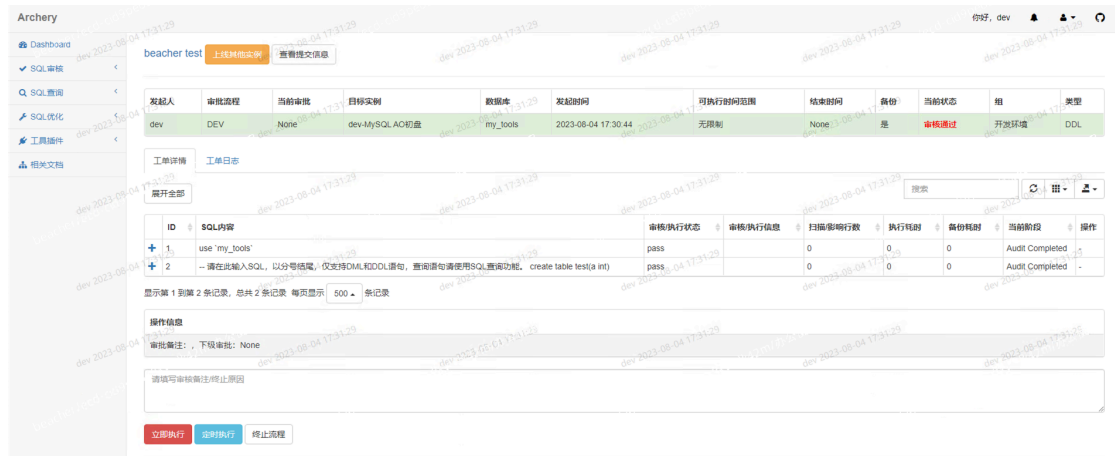 Archery
你好，dev
Dashboard
SQL审核
SQL查询
SQL优化
工具插件
相关文档
beacher test 上线其他实例 查看提交信息
发起人 审批流程 当前审批 目标实例 数据库 发起时间 可执行时间范围 结束时间 备份 当前状态 组 类型
dev DEV None dev-MySQL AO初盘 my_tools 2023-08-04 17:30:44 无限制 None 是 审核通过 开发环境 DDL
工单详情 工单日志
展开全部 搜索
ID SQL内容 审核/执行状态 审核/执行信息 扫描/影响行数 执行耗时 备份耗时 当前阶段 操作
1 use `my_tools` pass 0 0 0 Audit Completed -
2 -- 请在此输入SQL，以分号结尾，仅支持DML和DDL语句，查询语句请使用SQL查询功能。 create table test(a int) pass 0 0 0 Audit Completed -
显示第 1 到第 2 条记录，总共 2 条记录 每页显示 500 条记录
操作信息
审批备注：，下级审批：None
请填写审核备注/终止原因
立即执行 定时执行 终止流程
dev 2023-08-04 17:31:29